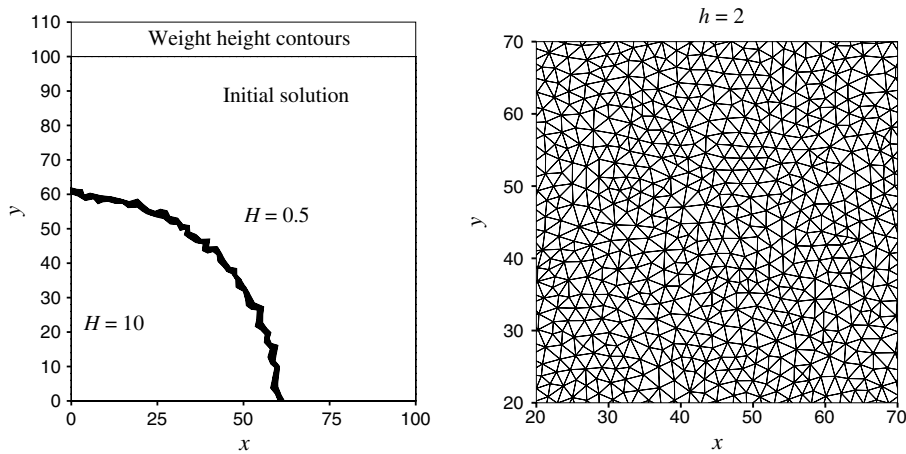 Weight height contours
Initial solution
H = 0.5
H = 10
110
100
90
80
70
60
50
40
30
20
10
0
0 25 50 75 100
x
y
h = 2
70
60
50
40
30
20
20 30 40 50 60 70
x
y